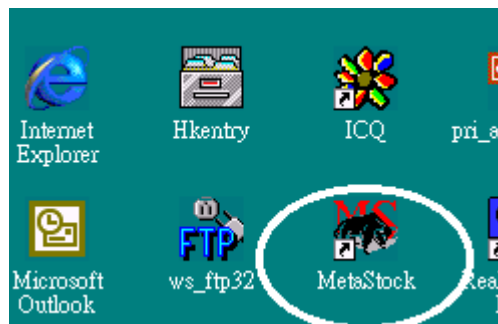 Internet
Explorer
Hkentry
ICQ
pri_a
MS
Microsoft
Outlook
FTP
ws_ftp32
MetaStock